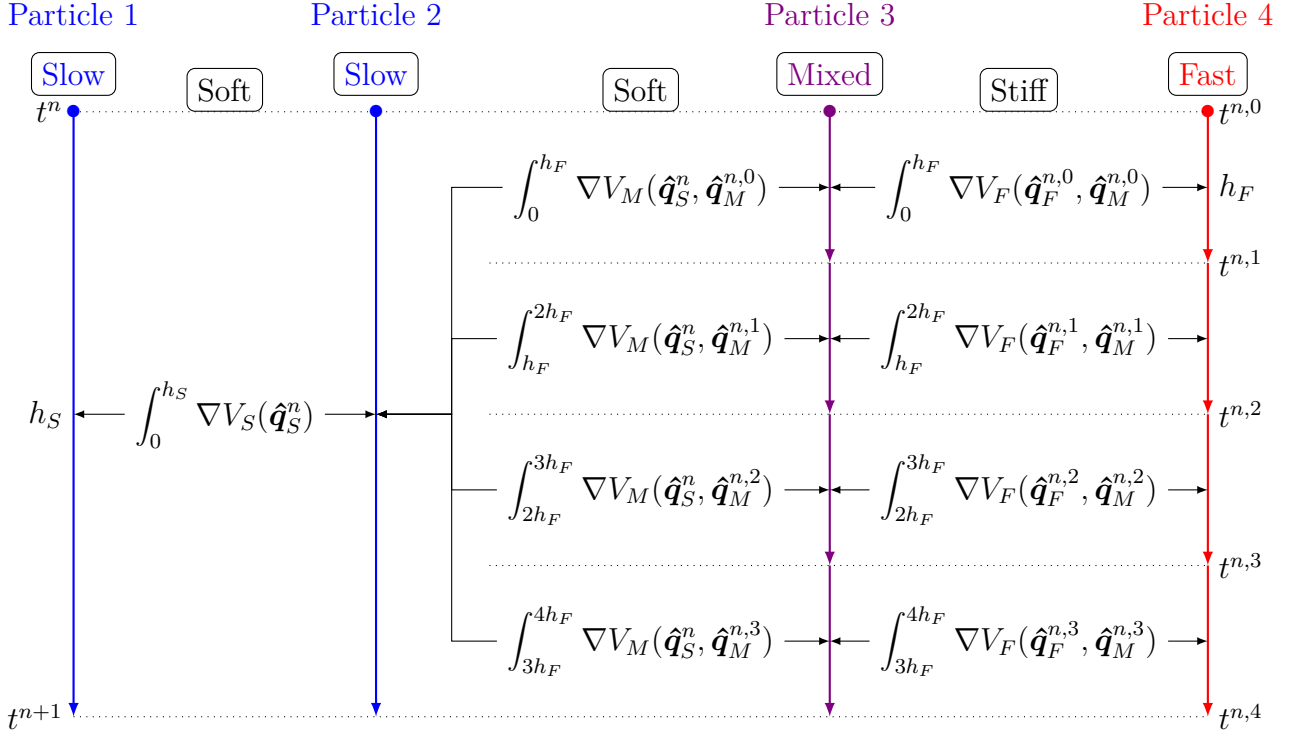 Particle 1 Particle 2 Particle 3 Particle 4
Slow Soft Slow Soft Mixed Stiff Fast
t^n t^{n,0}
∫_0^{h_F} ∇V_M(q̂_S^n, q̂_M^{n,0}) ∫_0^{h_F} ∇V_F(q̂_F^{n,0}, q̂_M^{n,0}) h_F
t^{n,1}
∫_{h_F}^{2h_F} ∇V_M(q̂_S^n, q̂_M^{n,1}) ∫_{h_F}^{2h_F} ∇V_F(q̂_F^{n,1}, q̂_M^{n,1})
h_S ∫_0^{h_S} ∇V_S(q̂_S^n) t^{n,2}
∫_{2h_F}^{3h_F} ∇V_M(q̂_S^n, q̂_M^{n,2}) ∫_{2h_F}^{3h_F} ∇V_F(q̂_F^{n,2}, q̂_M^{n,2})
t^{n,3}
∫_{3h_F}^{4h_F} ∇V_M(q̂_S^n, q̂_M^{n,3}) ∫_{3h_F}^{4h_F} ∇V_F(q̂_F^{n,3}, q̂_M^{n,3})
t^{n+1} t^{n,4}